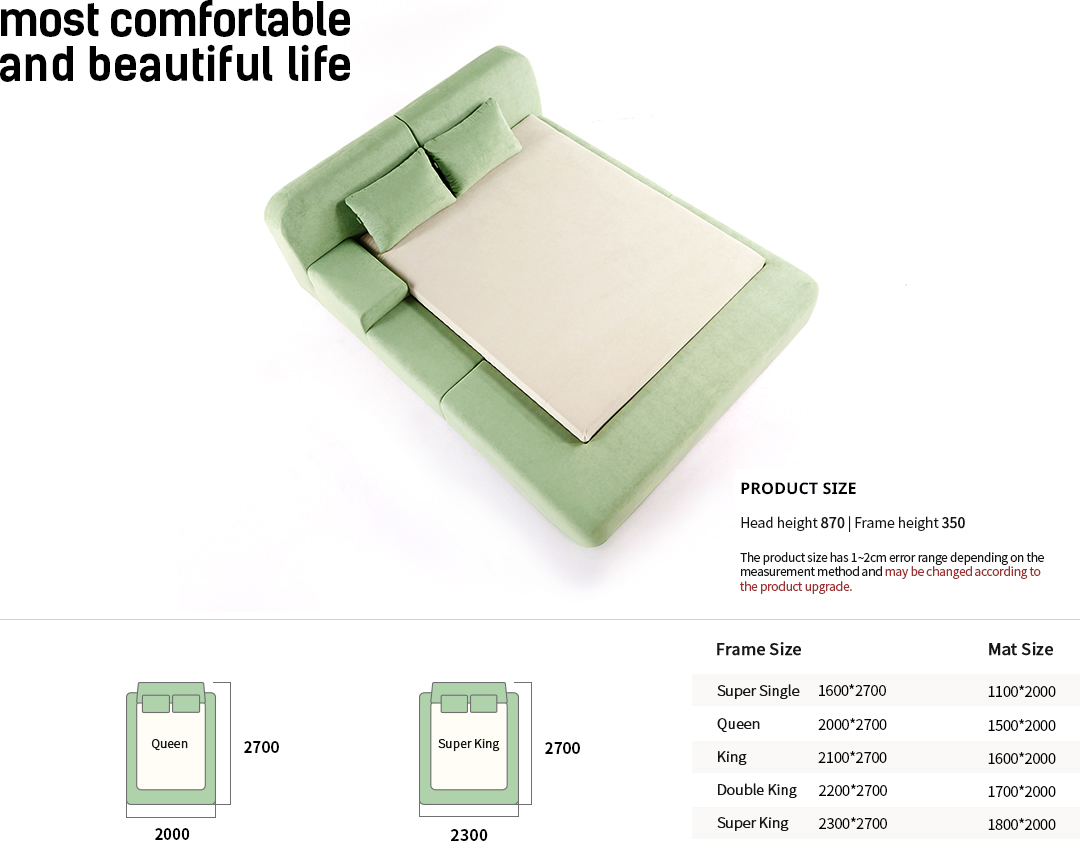 most comfortable
and beautiful life
PRODUCT SIZE
Head height 870 | Frame height 350
The product size has 1~2cm error range depending on the
measurement method and may be changed according to
the product upgrade.
Queen
2700
2000
Super King
2700
2300
Frame Size Mat Size
Super Single 1600*2700 1100*2000
Queen 2000*2700 1500*2000
King 2100*2700 1600*2000
Double King 2200*2700 1700*2000
Super King 2300*2700 1800*2000